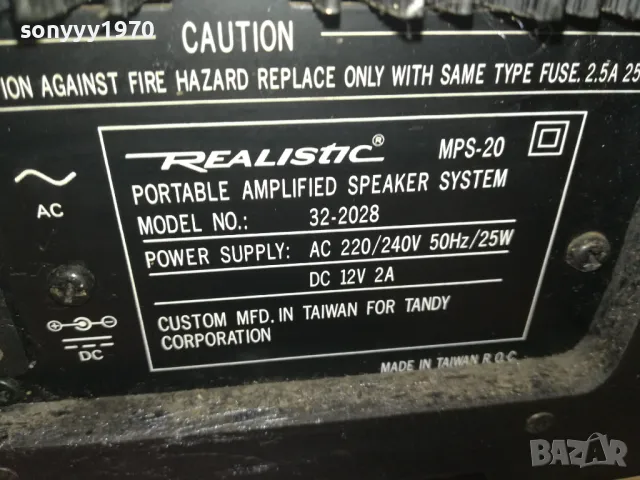 sonyyy1970
CAUTION
ION AGAINST FIRE HAZARD REPLACE ONLY WITH SAME TYPE FUSE. 2.5A 25
REALISTIC® MPS-20
PORTABLE AMPLIFIED SPEAKER SYSTEM
AC
MODEL NO.: 32-2028
POWER SUPPLY: AC 220/240V 50Hz/25W
DC 12V 2A
CUSTOM MFD. IN TAIWAN FOR TANDY
CORPORATION
DC
MADE IN TAIWAN R.O.C.
BAZAR